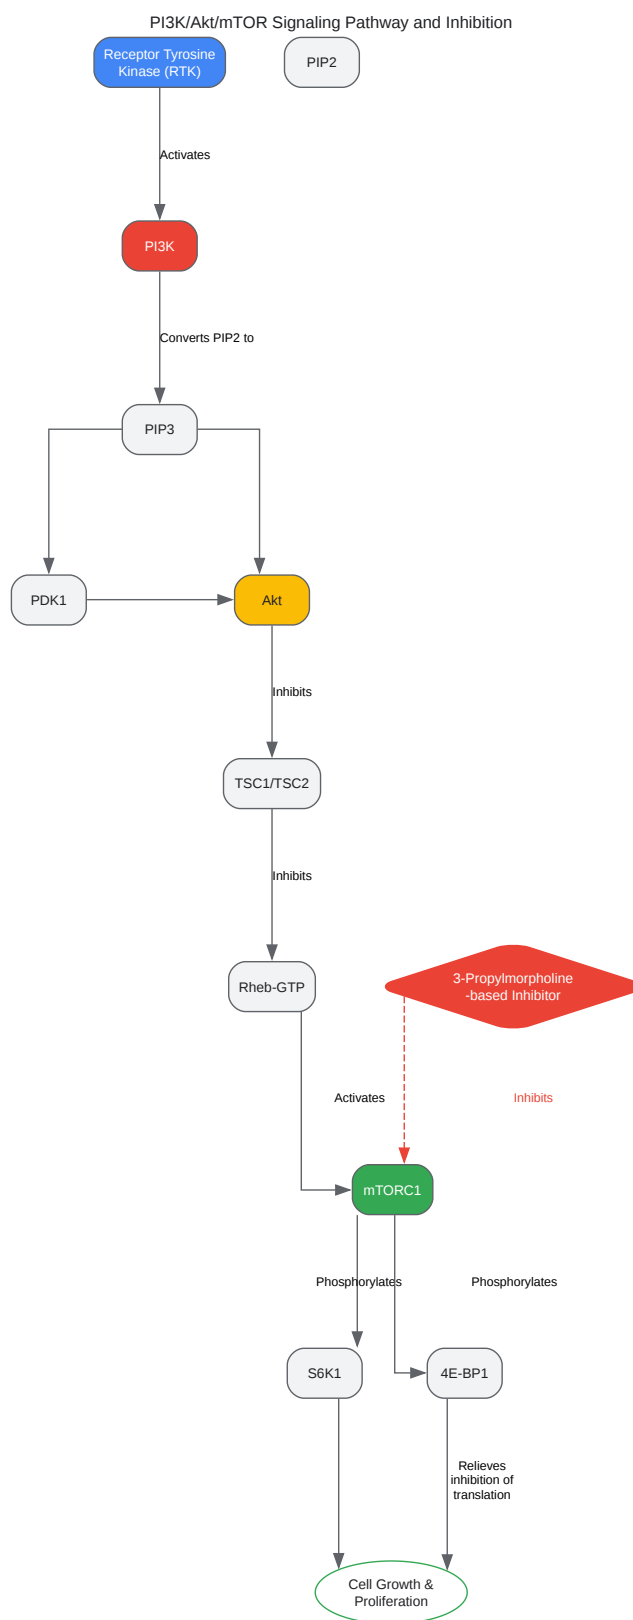 PI3K/Akt/mTOR Signaling Pathway and Inhibition
Receptor Tyrosine
Kinase (RTK)
PIP2
Activates
PI3K
Converts PIP2 to
PIP3
PDK1
Akt
Inhibits
TSC1/TSC2
Inhibits
Rheb-GTP
3-Propylmorpholine
-based Inhibitor
Activates
Inhibits
mTORC1
Phosphorylates
Phosphorylates
S6K1
4E-BP1
Relieves
inhibition of
translation
Cell Growth &
Proliferation